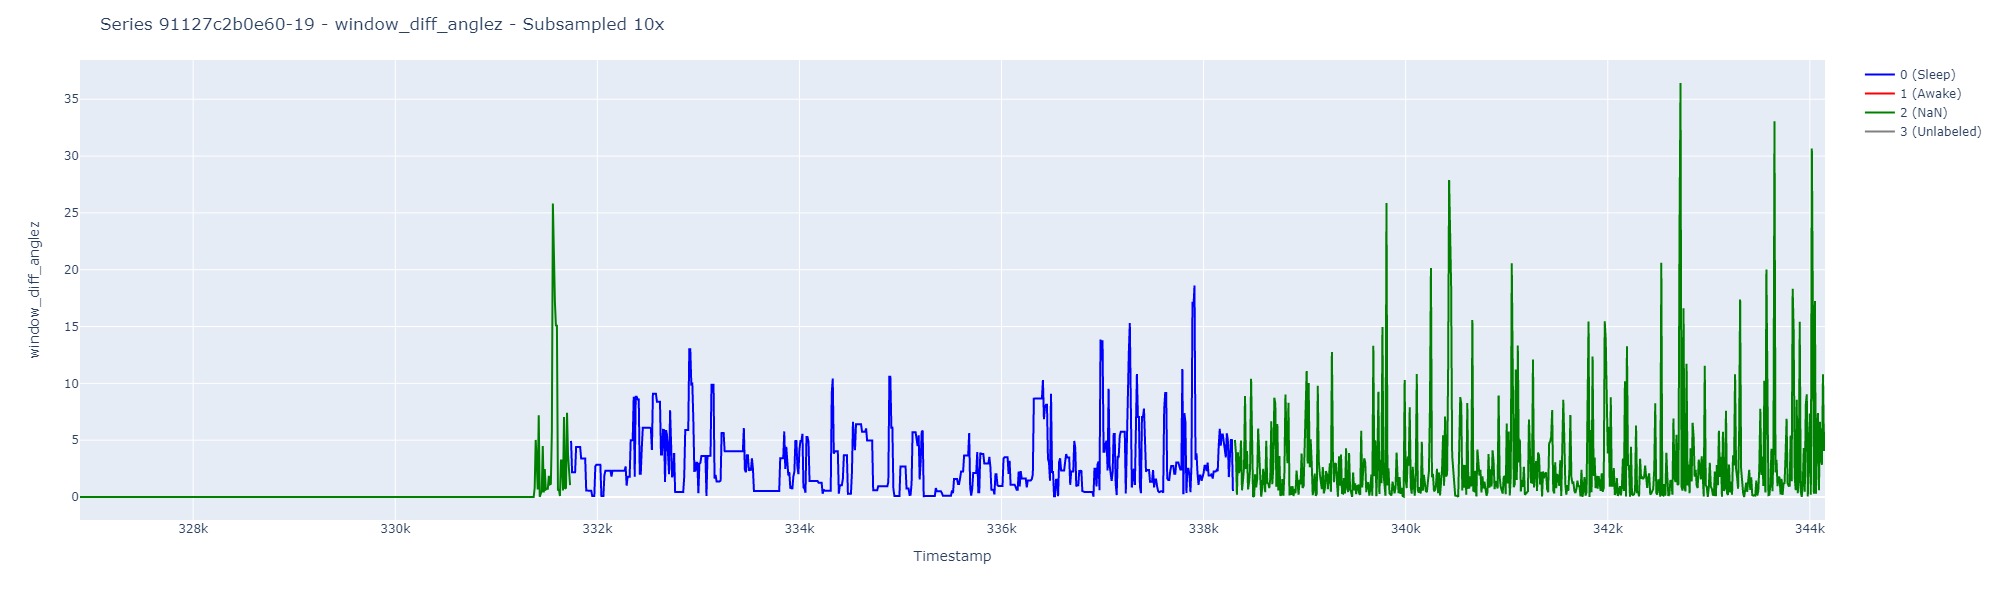 Series 91127c2b0e60-19 - window_diff_anglez - Subsampled 10x
0 (Sleep)
1 (Awake)
2 (NaN)
3 (Unlabeled)
window_diff_anglez
35
30
25
20
15
10
5
0
328k 330k 332k 334k 336k 338k 340k 342k 344k
Timestamp